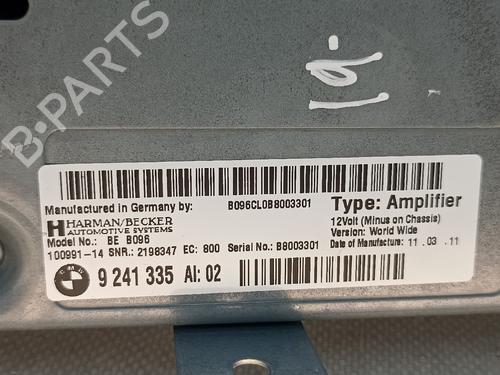 B-PARTS
Manufactured in Germany by:
B096CL0B8003301
Type: Amplifier
HARMAN/BECKER
AUTOMOTIVE SYSTEMS
12Volt (Minus on Chassis)
Version: World Wide
Model No.: BE B096
100991-14 SNR.: 2198347 EC: 800 Serial No.: B8003301 Date of Manufacture: 11 .03 .11
BMW
9 241 335 AI: 02